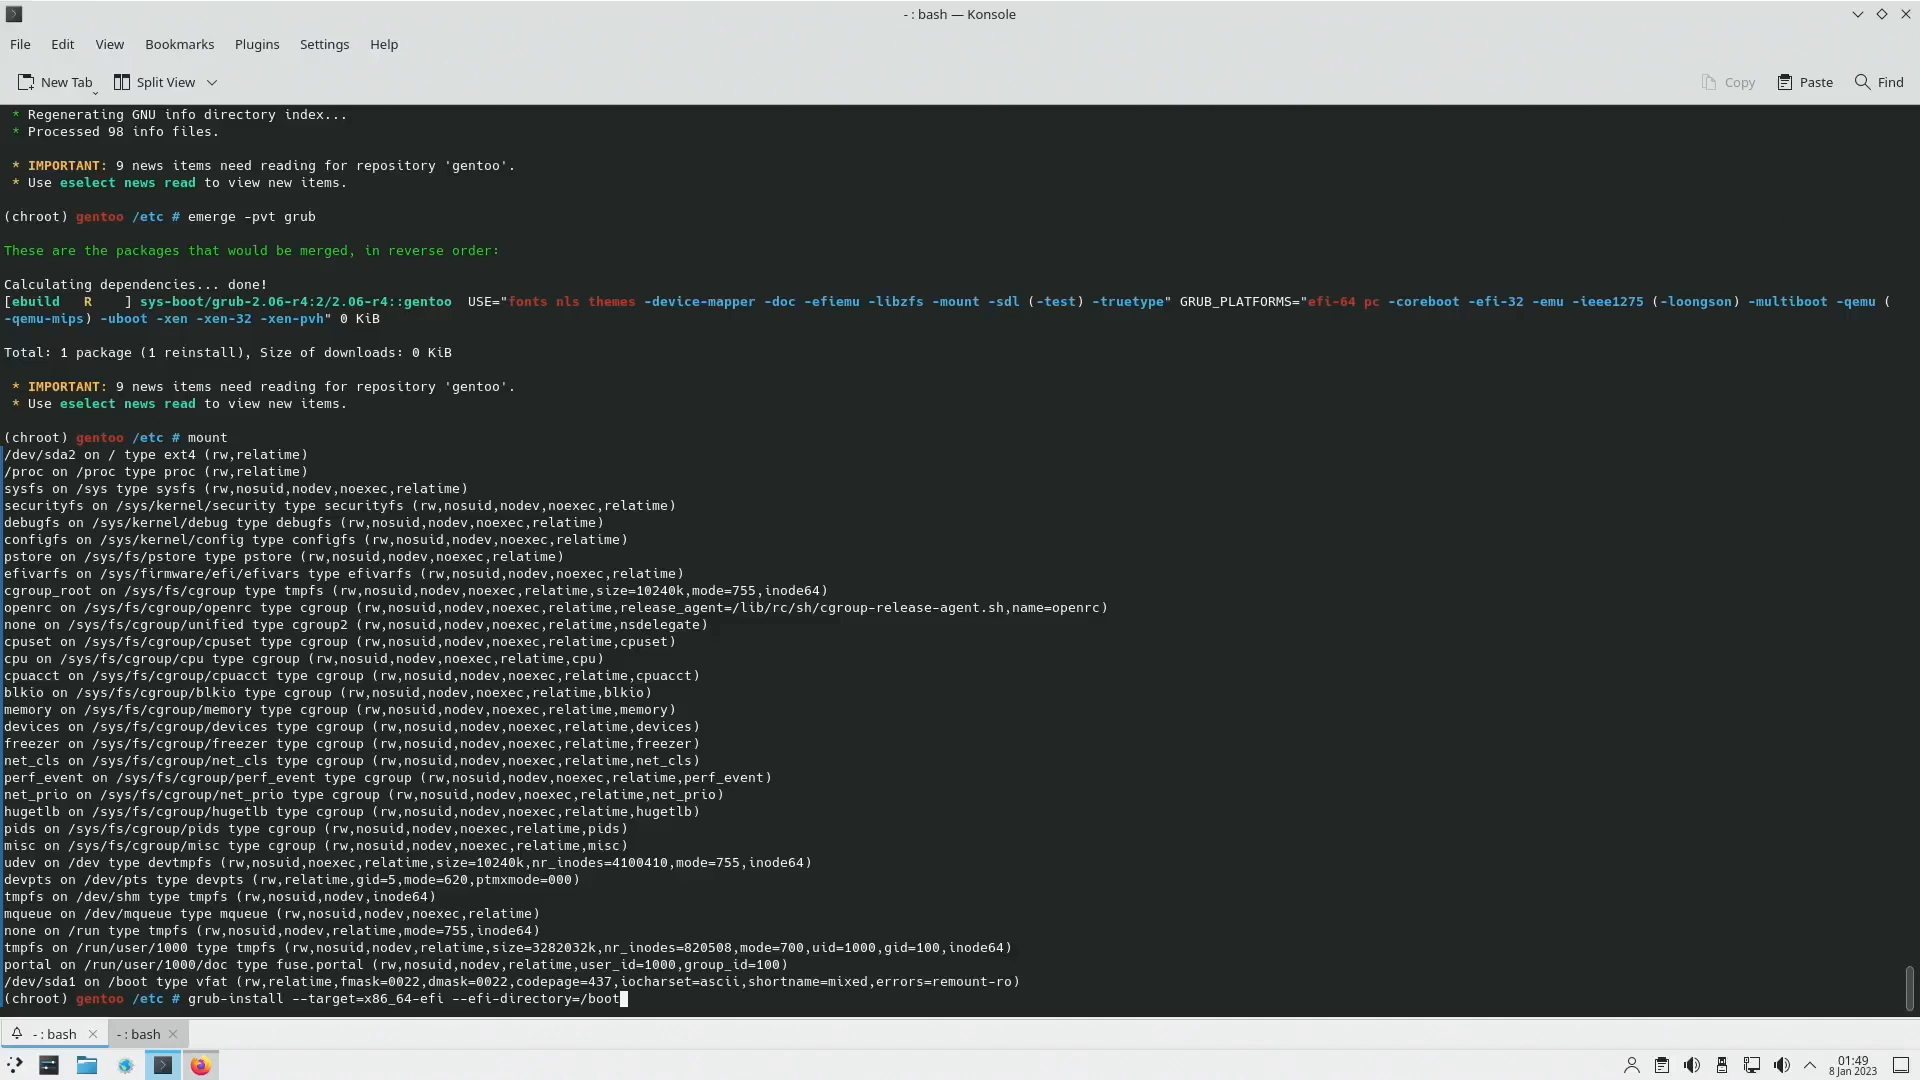 - : bash — Konsole
File Edit View Bookmarks Plugins Settings Help
New Tab Split View Copy Paste Find
* Regenerating GNU info directory index...
* Processed 98 info files.
* IMPORTANT: 9 news items need reading for repository 'gentoo'.
* Use eselect news read to view new items.
(chroot) gentoo /etc # emerge -pvt grub
These are the packages that would be merged, in reverse order:
Calculating dependencies... done!
[ebuild   R    ] sys-boot/grub-2.06-r4:2/2.06-r4::gentoo  USE="fonts nls themes -device-mapper -doc -efiemu -libzfs -mount -sdl (-test) -truetype" GRUB_PLATFORMS="efi-64 pc -coreboot -efi-32 -emu -ieee1275 (-loongson) -multiboot -qemu (
-qemu-mips) -uboot -xen -xen-32 -xen-pvh" 0 KiB
Total: 1 package (1 reinstall), Size of downloads: 0 KiB
* IMPORTANT: 9 news items need reading for repository 'gentoo'.
* Use eselect news read to view new items.
(chroot) gentoo /etc # mount
/dev/sda2 on / type ext4 (rw,relatime)
/proc on /proc type proc (rw,relatime)
sysfs on /sys type sysfs (rw,nosuid,nodev,noexec,relatime)
securityfs on /sys/kernel/security type securityfs (rw,nosuid,nodev,noexec,relatime)
debugfs on /sys/kernel/debug type debugfs (rw,nosuid,nodev,noexec,relatime)
configfs on /sys/kernel/config type configfs (rw,nosuid,nodev,noexec,relatime)
pstore on /sys/fs/pstore type pstore (rw,nosuid,nodev,noexec,relatime)
efivarfs on /sys/firmware/efi/efivars type efivarfs (rw,nosuid,nodev,noexec,relatime)
cgroup_root on /sys/fs/cgroup type tmpfs (rw,nosuid,nodev,noexec,relatime,size=10240k,mode=755,inode64)
openrc on /sys/fs/cgroup/openrc type cgroup (rw,nosuid,nodev,noexec,relatime,release_agent=/lib/rc/sh/cgroup-release-agent.sh,name=openrc)
none on /sys/fs/cgroup/unified type cgroup2 (rw,nosuid,nodev,noexec,relatime,nsdelegate)
cpuset on /sys/fs/cgroup/cpuset type cgroup (rw,nosuid,nodev,noexec,relatime,cpuset)
cpu on /sys/fs/cgroup/cpu type cgroup (rw,nosuid,nodev,noexec,relatime,cpu)
cpuacct on /sys/fs/cgroup/cpuacct type cgroup (rw,nosuid,nodev,noexec,relatime,cpuacct)
blkio on /sys/fs/cgroup/blkio type cgroup (rw,nosuid,nodev,noexec,relatime,blkio)
memory on /sys/fs/cgroup/memory type cgroup (rw,nosuid,nodev,noexec,relatime,memory)
devices on /sys/fs/cgroup/devices type cgroup (rw,nosuid,nodev,noexec,relatime,devices)
freezer on /sys/fs/cgroup/freezer type cgroup (rw,nosuid,nodev,noexec,relatime,freezer)
net_cls on /sys/fs/cgroup/net_cls type cgroup (rw,nosuid,nodev,noexec,relatime,net_cls)
perf_event on /sys/fs/cgroup/perf_event type cgroup (rw,nosuid,nodev,noexec,relatime,perf_event)
net_prio on /sys/fs/cgroup/net_prio type cgroup (rw,nosuid,nodev,noexec,relatime,net_prio)
hugetlb on /sys/fs/cgroup/hugetlb type cgroup (rw,nosuid,nodev,noexec,relatime,hugetlb)
pids on /sys/fs/cgroup/pids type cgroup (rw,nosuid,nodev,noexec,relatime,pids)
misc on /sys/fs/cgroup/misc type cgroup (rw,nosuid,nodev,noexec,relatime,misc)
udev on /dev type devtmpfs (rw,nosuid,noexec,relatime,size=10240k,nr_inodes=4100410,mode=755,inode64)
devpts on /dev/pts type devpts (rw,relatime,gid=5,mode=620,ptmxmode=000)
tmpfs on /dev/shm type tmpfs (rw,nosuid,nodev,inode64)
mqueue on /dev/mqueue type mqueue (rw,nosuid,nodev,noexec,relatime)
none on /run type tmpfs (rw,nosuid,nodev,relatime,mode=755,inode64)
tmpfs on /run/user/1000 type tmpfs (rw,nosuid,nodev,relatime,size=3282032k,nr_inodes=820508,mode=700,uid=1000,gid=100,inode64)
portal on /run/user/1000/doc type fuse.portal (rw,nosuid,nodev,relatime,user_id=1000,group_id=100)
/dev/sda1 on /boot type vfat (rw,relatime,fmask=0022,dmask=0022,codepage=437,iocharset=ascii,shortname=mixed,errors=remount-ro)
(chroot) gentoo /etc # grub-install --target=x86_64-efi --efi-directory=/boot
- : bash - : bash
01:49
8 Jan 2023